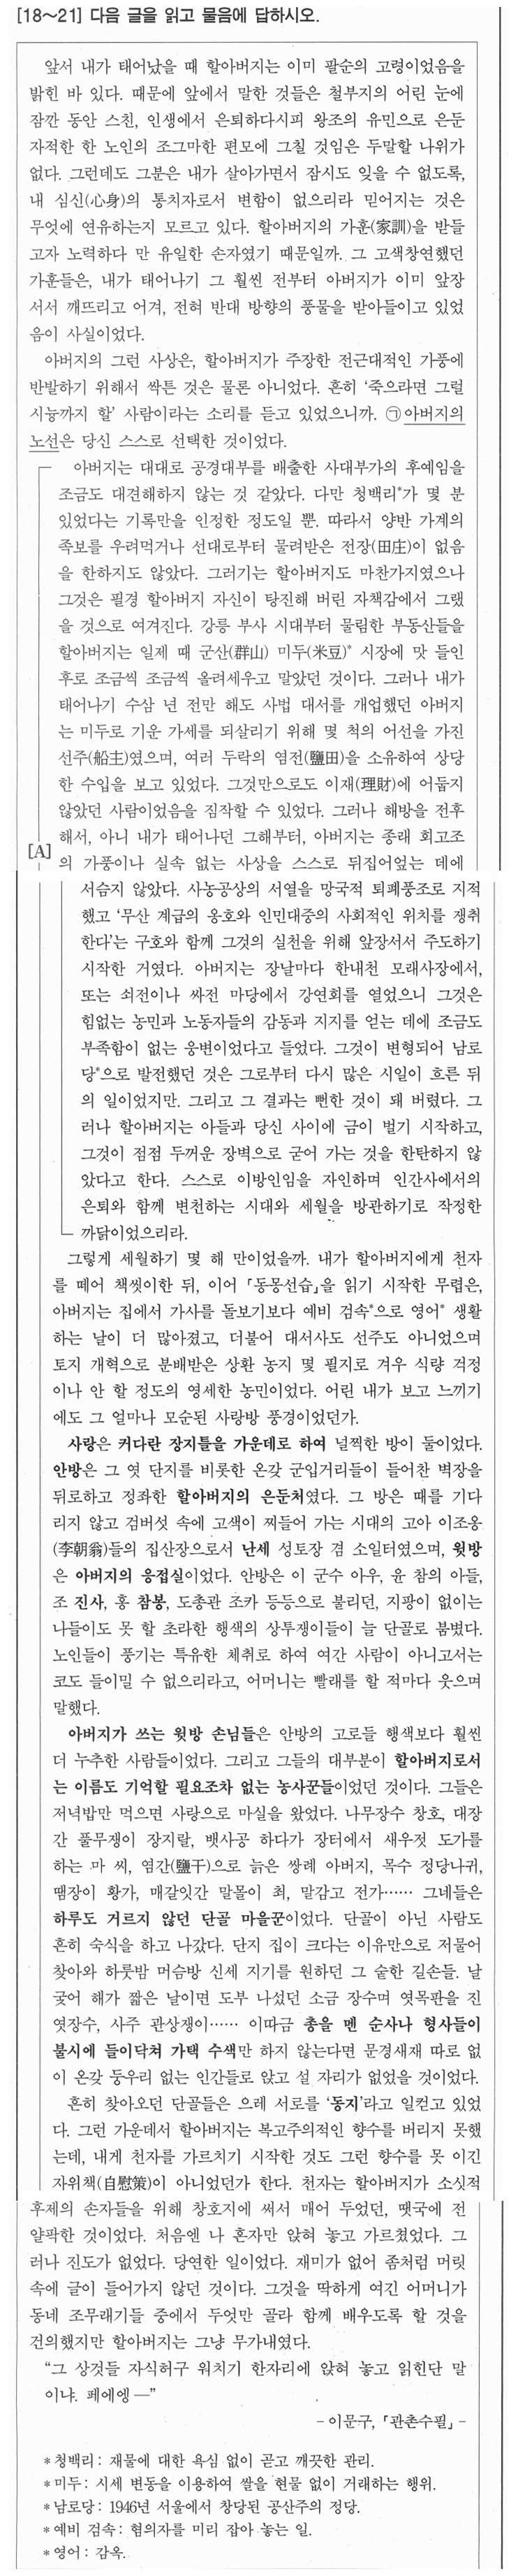 [18～21] 다음 글을 읽고 물음에 답하시오.
앞서 내가 태어났을 때 할아버지는 이미 팔순의 고령이었음을
밝힌 바 있다. 때문에 앞에서 말한 것들은 철부지의 어린 눈에
잠깐 동안 스친, 인생에서 은퇴하다시피 왕조의 유민으로 은둔
자적한 한 노인의 조그마한 편모에 그칠 것임은 두말할 나위가
없다. 그런데도 그분은 내가 살아가면서 잠시도 잊을 수 없도록,
내 심신(心身)의 통치자로서 변함이 없으리라 믿어지는 것은
무엇에 연유하는지 모르고 있다. 할아버지의 가훈(家訓)을 받들
고자 노력하다 만 유일한 손자였기 때문일까. 그 고색창연했던
가훈들은, 내가 태어나기 그 훨씬 전부터 아버지가 이미 앞장
서서 깨뜨리고 어겨, 전혀 반대 방향의 풍물을 받아들이고 있었
음이 사실이었다.
아버지의 그런 사상은, 할아버지가 주장한 전근대적인 가풍에
반발하기 위해서 싹튼 것은 물론 아니었다. 흔히 ‘죽으라면 그럴
시늉까지 할’ 사람이라는 소리를 듣고 있었으니까. ㉠아버지의
노선은 당신 스스로 선택한 것이었다.
아버지는 대대로 공경대부를 배출한 사대부가의 후예임을
조금도 대견해하지 않는 것 같았다. 다만 청백리*가 몇 분
있었다는 기록만을 인정한 정도일 뿐. 따라서 양반 가계의
족보를 우려먹거나 선대로부터 물려받은 전장(田庄)이 없음
을 한하지도 않았다. 그러기는 할아버지도 마찬가지였으나
그것은 필경 할아버지 자신이 탕진해 버린 자책감에서 그랬
을 것으로 여겨진다. 강릉 부사 시대부터 물림한 부동산들을
할아버지는 일제 때 군산(群山) 미두(米豆)* 시장에 맛 들인
후로 조금씩 조금씩 올려세우고 말았던 것이다. 그러나 내가
태어나기 수삼 년 전만 해도 사법 대서를 개업했던 아버지
는 미두로 기운 가세를 되살리기 위해 몇 척의 어선을 가진
선주(船主)였으며, 여러 두락의 염전(鹽田)을 소유하여 상당
한 수입을 보고 있었다. 그것만으로도 이재(理財)에 어둡지
않았던 사람이었음을 짐작할 수 있었다. 그러나 해방을 전후
해서, 아니 내가 태어나던 그해부터, 아버지는 종래 회고조
[A] 의 가풍이나 실속 없는 사상을 스스로 뒤집어엎는 데에
서슴지 않았다. 사농공상의 서열을 망국적 퇴폐풍조로 지적
했고 ‘무산 계급의 옹호와 인민대중의 사회적인 위치를 쟁취
한다’는 구호와 함께 그것의 실천을 위해 앞장서서 주도하기
시작한 거였다. 아버지는 장날마다 한내천 모래사장에서,
또는 쇠전이나 싸전 마당에서 강연회를 열었으니 그것은
힘없는 농민과 노동자들의 감동과 지지를 얻는 데에 조금도
부족함이 없는 웅변이었다고 들었다. 그것이 변형되어 남로
당*으로 발전했던 것은 그로부터 다시 많은 시일이 흐른 뒤
의 일이었지만. 그리고 그 결과는 뻔한 것이 돼 버렸다. 그
러나 할아버지는 아들과 당신 사이에 금이 벌기 시작하고,
그것이 점점 두꺼운 장벽으로 굳어 가는 것을 한탄하지 않
았다고 한다. 스스로 이방인임을 자인하며 인간사에서의
은퇴와 함께 변천하는 시대와 세월을 방관하기로 작정한
까닭이었으리라.
그렇게 세월하기 몇 해 만이었을까. 내가 할아버지에게 천자
를 떼어 책씻이한 뒤, 이어 「동몽선습」을 읽기 시작한 무렵은,
아버지는 집에서 가사를 돌보기보다 예비 검속*으로 영어* 생활
하는 날이 더 많아졌고, 더불어 대서사도 선주도 아니었으며
토지 개혁으로 분배받은 상환 농지 몇 필지로 겨우 식량 걱정
이나 안 할 정도의 영세한 농민이었다. 어린 내가 보고 느끼기
에도 그 얼마나 모순된 사랑방 풍경이었던가.
사랑은 커다란 장지틀을 가운데로 하여 널찍한 방이 둘이었다.
안방은 그 엿 단지를 비롯한 온갖 군입거리들이 들어찬 벽장을
뒤로하고 정좌한 할아버지의 은둔처였다. 그 방은 때를 기다
리지 않고 검버섯 속에 고색이 찌들어 가는 시대의 고아 이조옹
(李朝翁)들의 집산장으로서 난세 성토장 겸 소일터였으며, 윗방
은 아버지의 응접실이었다. 안방은 이 군수 아우, 윤 참의 아들,
조 진사, 홍 참봉, 도총관 조카 등등으로 불리던, 지팡이 없이는
나들이도 못 할 초라한 행색의 상투쟁이들이 늘 단골로 붐볐다.
노인들이 풍기는 특유한 체취로 하여 여간 사람이 아니고서는
코도 들이밀 수 없으리라고, 어머니는 빨래를 할 적마다 웃으며
말했다.
아버지가 쓰는 윗방 손님들은 안방의 고로들 행색보다 훨씬
더 누추한 사람들이었다. 그리고 그들의 대부분이 할아버지로서
는 이름도 기억할 필요조차 없는 농사꾼들이었던 것이다. 그들은
저녁밥만 먹으면 사랑으로 마실을 왔었다. 나무장수 창호, 대장
간 풀무쟁이 장지랄, 뱃사공 하다가 장터에서 새우젓 도가를
하는 마 씨, 염간(鹽干)으로 늙은 쌍례 아버지, 목수 정당나귀,
땜장이 황가, 매갈잇간 말몰이 최, 말감고 전가…… 그네들은
하루도 거르지 않던 단골 마을꾼이었다. 단골이 아닌 사람도
흔히 숙식을 하고 나갔다. 단지 집이 크다는 이유만으로 저물어
찾아와 하룻밤 머슴방 신세 지기를 원하던 그 숱한 길손들. 날
궂어 해가 짧은 날이면 도부 나섰던 소금 장수며 엿목판을 진
엿장수, 사주 관상쟁이…… 이따금 총을 멘 순사나 형사들이
불시에 들이닥쳐 가택 수색만 하지 않는다면 문경새재 따로 없
이 온갖 둥우리 없는 인간들로 앉고 설 자리가 없었을 것이었다.
흔히 찾아오던 단골들은 으레 서로를 ‘동지’라고 일컫고 있었
다. 그런 가운데서 할아버지는 복고주의적인 향수를 버리지 못했
는데, 내게 천자를 가르치기 시작한 것도 그런 향수를 못 이긴
자위책(自慰策)이 아니었던가 한다. 천자는 할아버지가 소싯적
후제의 손자들을 위해 창호지에 써서 매어 두었던, 땟국에 전
얄팍한 것이었다. 처음엔 나 혼자만 앉혀 놓고 가르쳤었다. 그
러나 진도가 없었다. 당연한 일이었다. 재미가 없어 좀처럼 머릿
속에 글이 들어가지 않던 것이다. 그것을 딱하게 여긴 어머니가
동네 조무래기들 중에서 두엇만 골라 함께 배우도록 할 것을
건의했지만 할아버지는 그냥 무가내였다.
“그 상것들 자식허구 워치기 한자리에 앉혀 놓고 읽힌단 말
이냐. 페에엥―”
- 이문구, 「관촌수필」 -
* 청백리: 재물에 대한 욕심 없이 곧고 깨끗한 관리.
* 미두: 시세 변동을 이용하여 쌀을 현물 없이 거래하는 행위.
* 남로당: 1946년 서울에서 창당된 공산주의 정당.
* 예비 검속: 혐의자를 미리 잡아 놓는 일.
* 영어: 감옥.